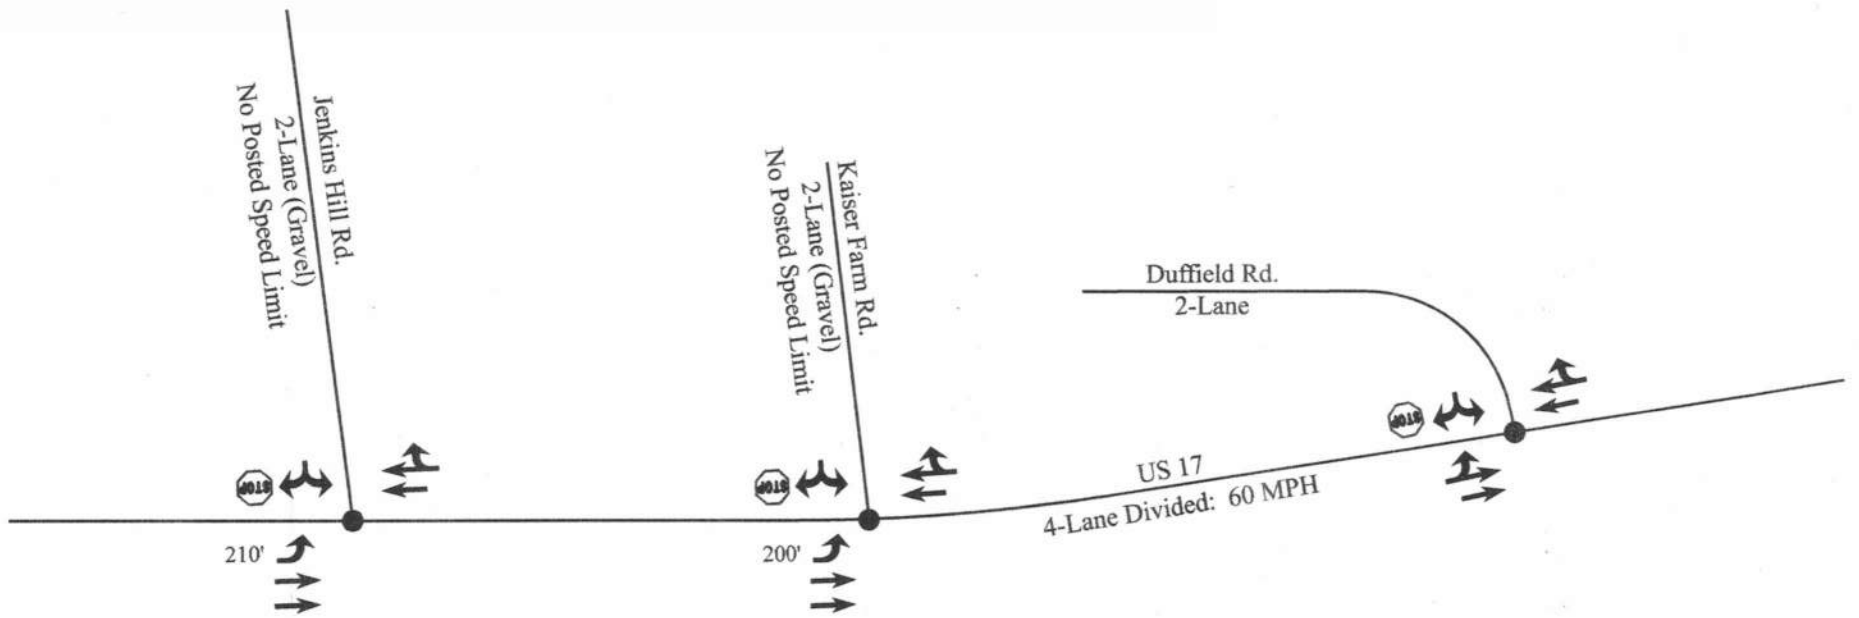 Jenkins Hill Rd.
2-Lane (Gravel)
No Posted Speed Limit
Kaiser Farm Rd.
2-Lane (Gravel)
No Posted Speed Limit
Duffield Rd.
2-Lane
STOP
STOP
STOP
US 17
4-Lane Divided: 60 MPH
210'
200'